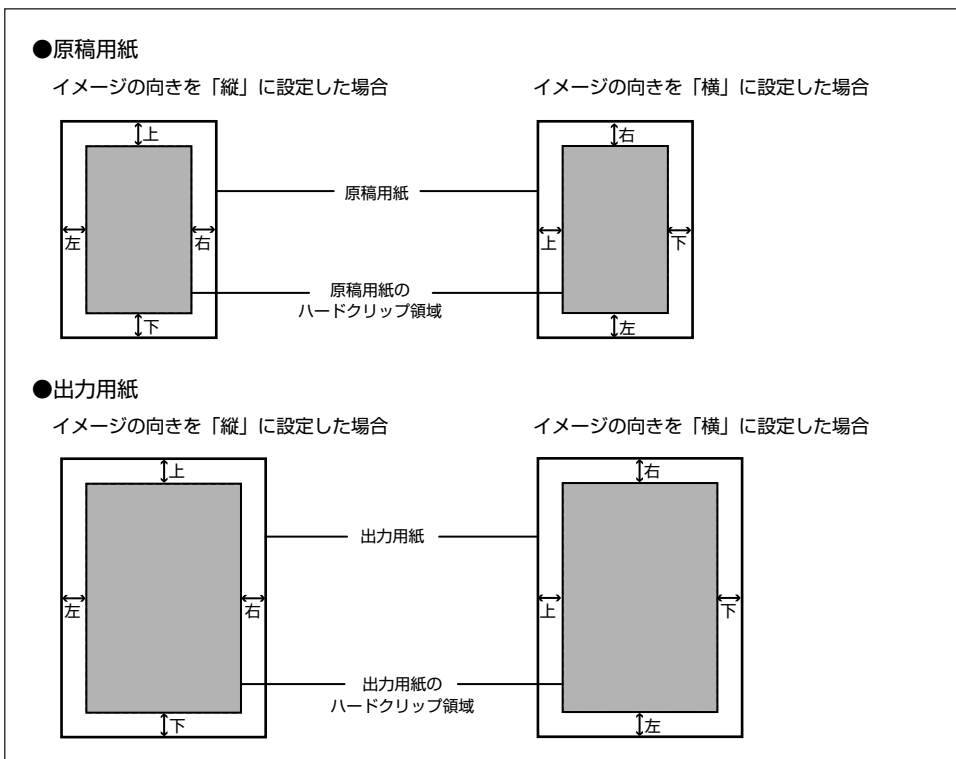 ●原稿用紙
イメージの向きを「縦」に設定した場合
イメージの向きを「横」に設定した場合
上
右
原稿用紙
左
右
上
下
原稿用紙の
ハードクリップ領域
下
左
●出力用紙
イメージの向きを「縦」に設定した場合
イメージの向きを「横」に設定した場合
上
右
出力用紙
左
右
上
下
出力用紙の
ハードクリップ領域
下
左